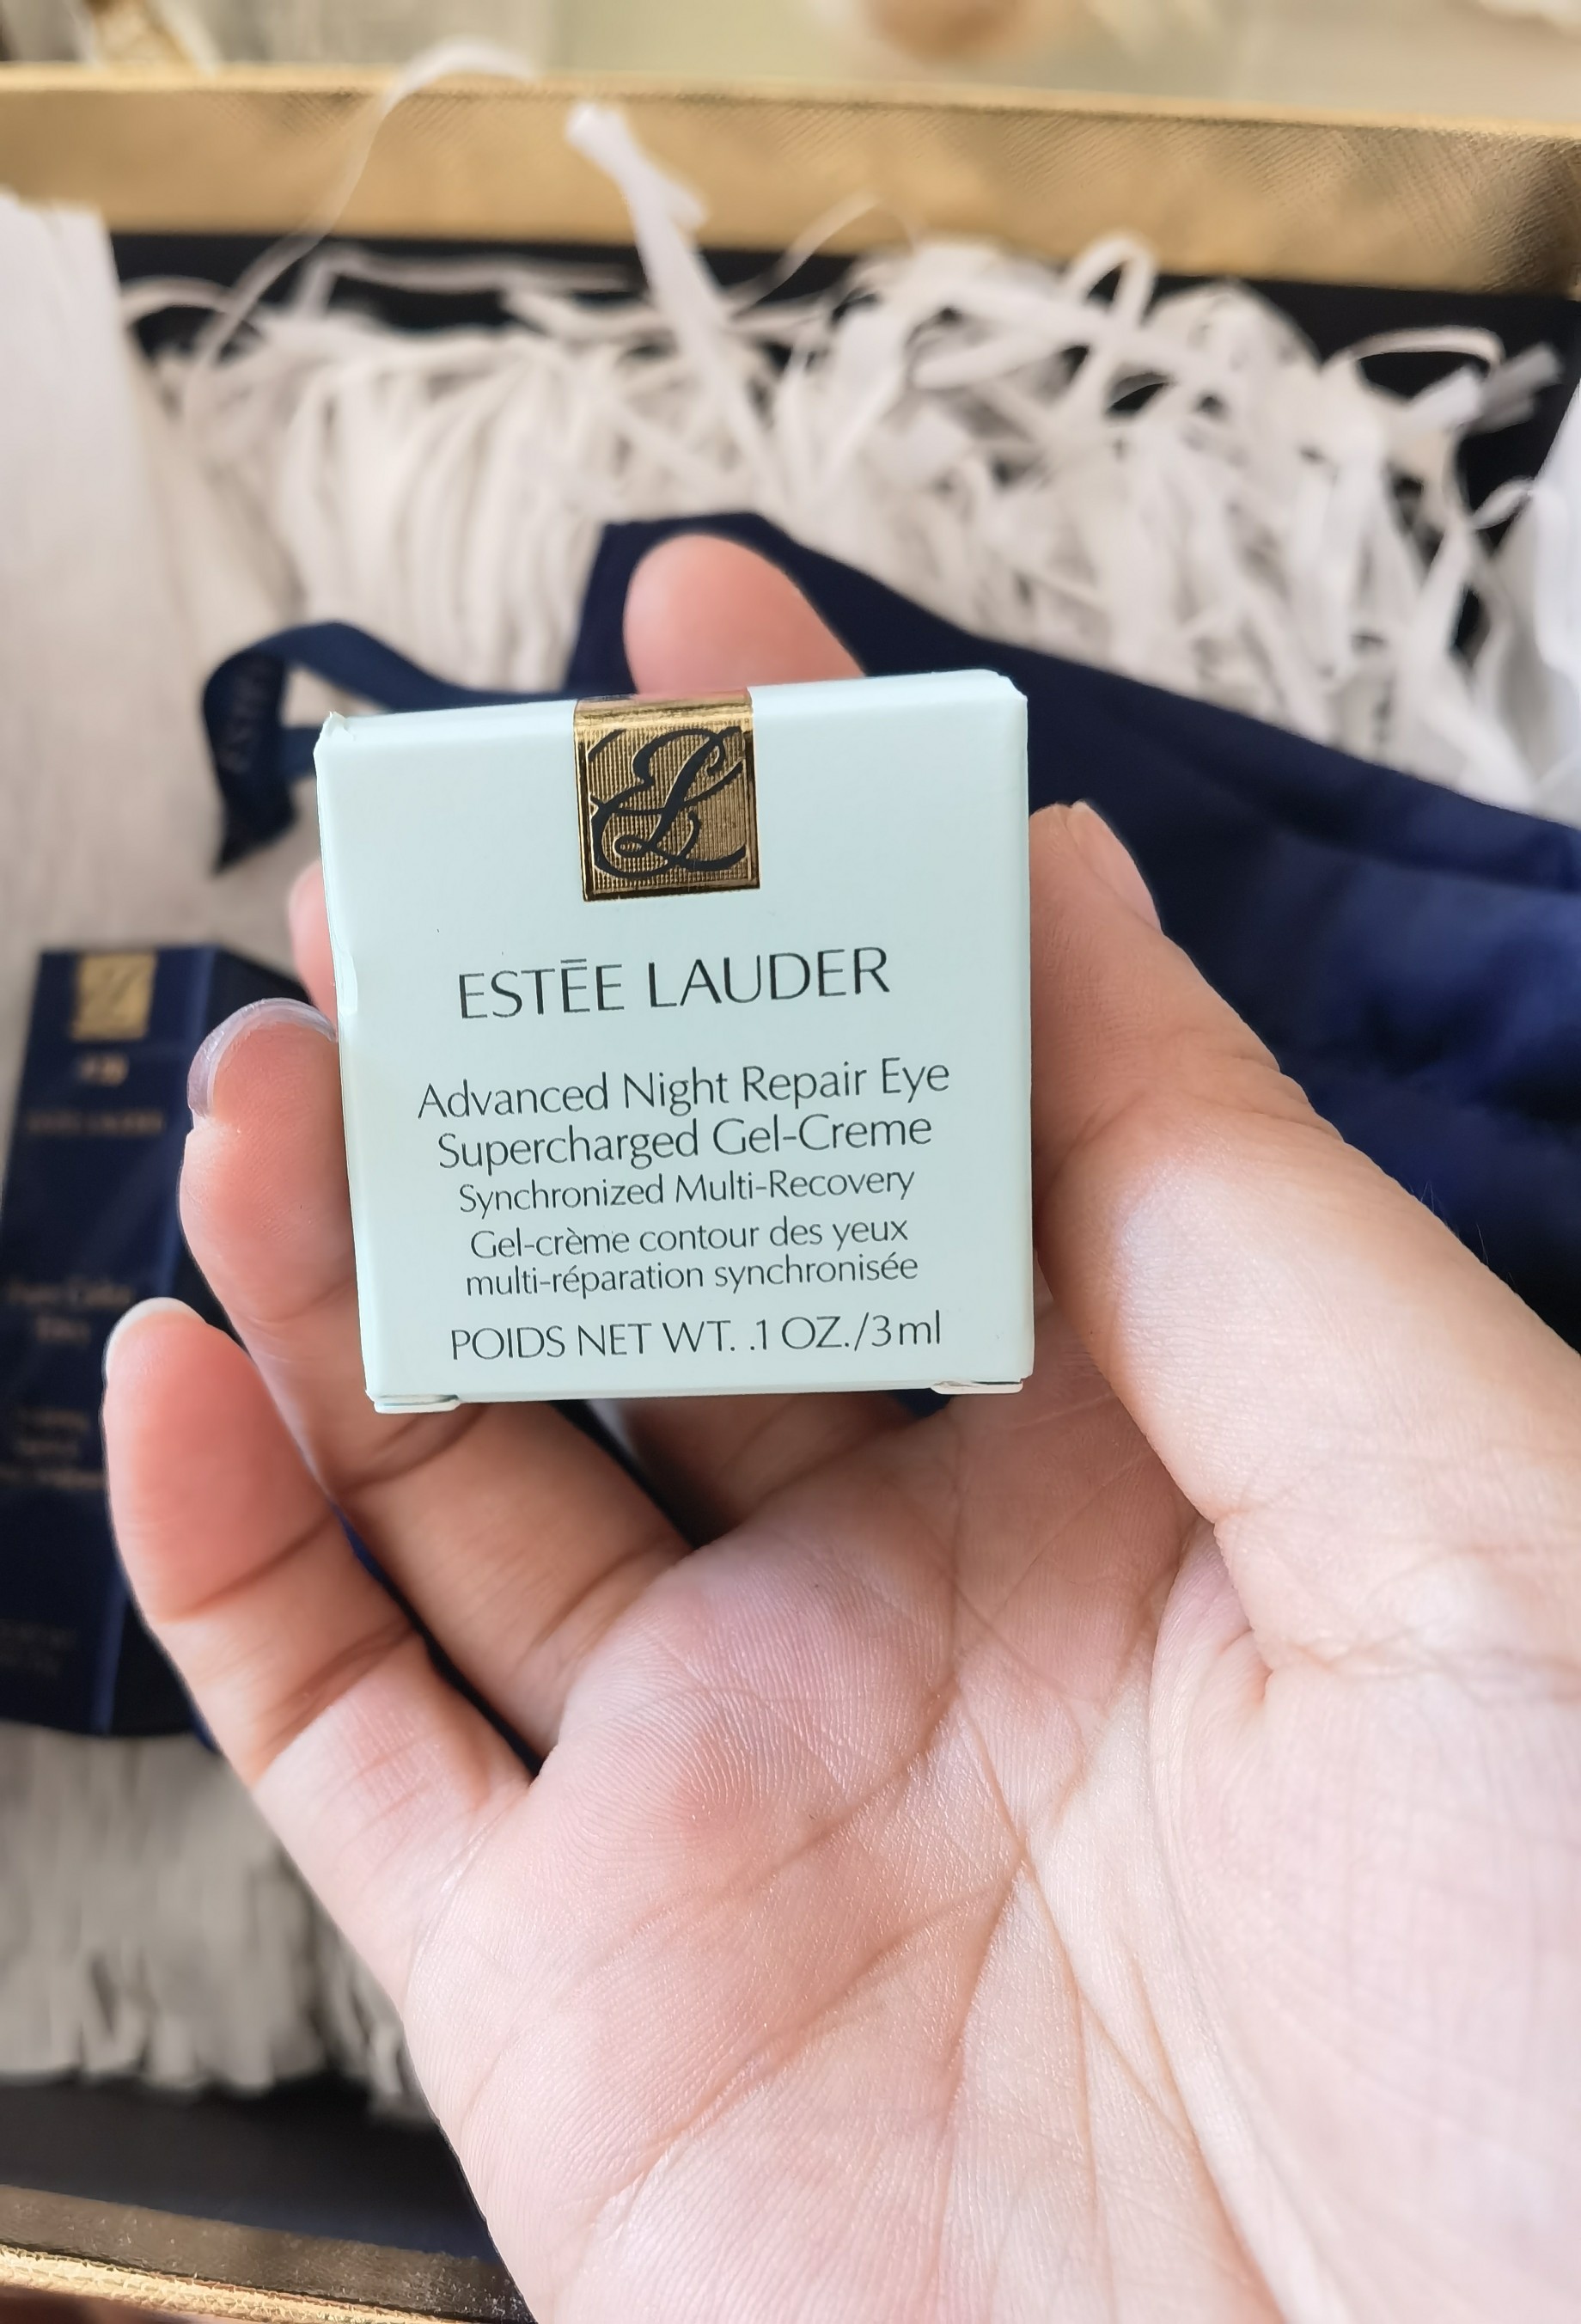 ESTĒE LAUDER
Advanced Night Repair Eye
Supercharged Gel-Creme
Synchronized Multi-Recovery
Gel-crème contour des yeux
multi-réparation synchronisée
POIDS NET WT. .1 OZ./3ml